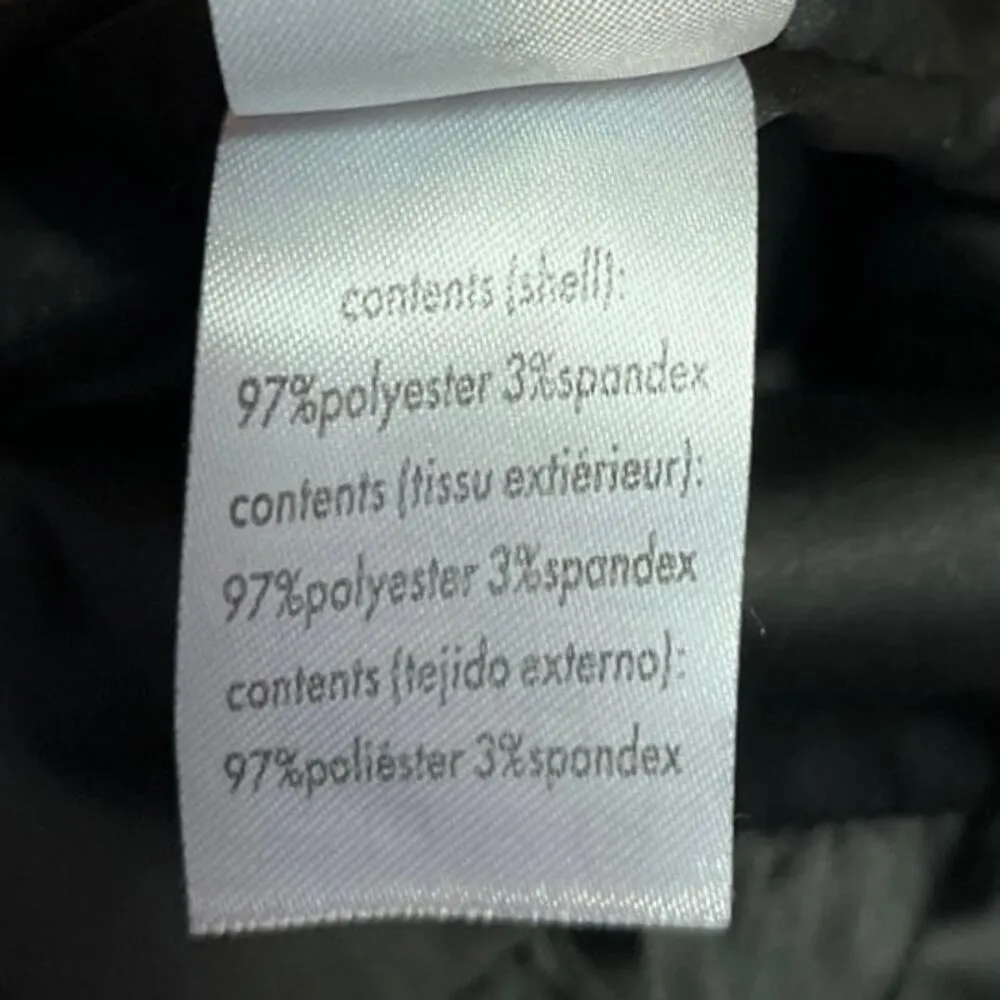 contents (shell):
97%polyester 3%spandex
contents (tissu extiérieur):
97%polyester 3%spandex
contents (tejido externo):
97%poliéster 3%spandex